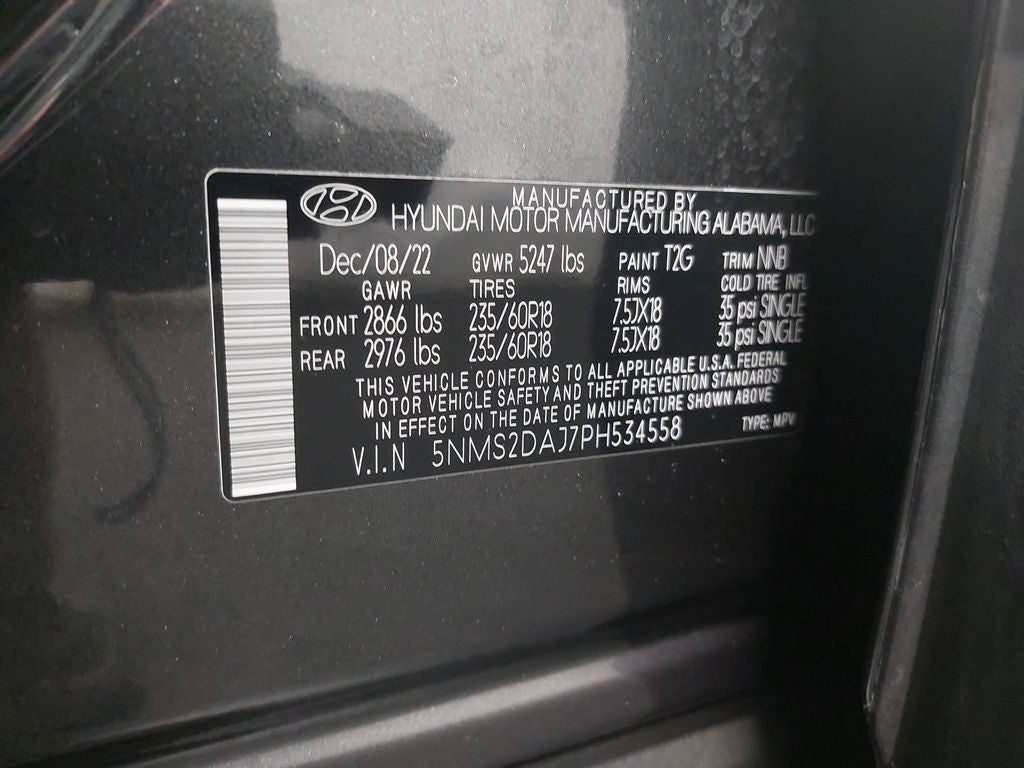 MANUFACTURED BY
HYUNDAI MOTOR MANUFACTURING ALABAMA, LLC
Dec/08/22 GVWR 5247 lbs PAINT T2G TRIM NNB
GAWR TIRES RIMS COLD TIRE INFL
FRONT 2866 lbs 235/60R18 7.5JX18 35 psi SINGLE
REAR 2976 lbs 235/60R18 7.5JX18 35 psi SINGLE
THIS VEHICLE CONFORMS TO ALL APPLICABLE U.S.A. FEDERAL
MOTOR VEHICLE SAFETY AND THEFT PREVENTION STANDARDS
IN EFFECT ON THE DATE OF MANUFACTURE SHOWN ABOVE
V.I.N 5NMS2DAJ7PH534558 TYPE: MPV